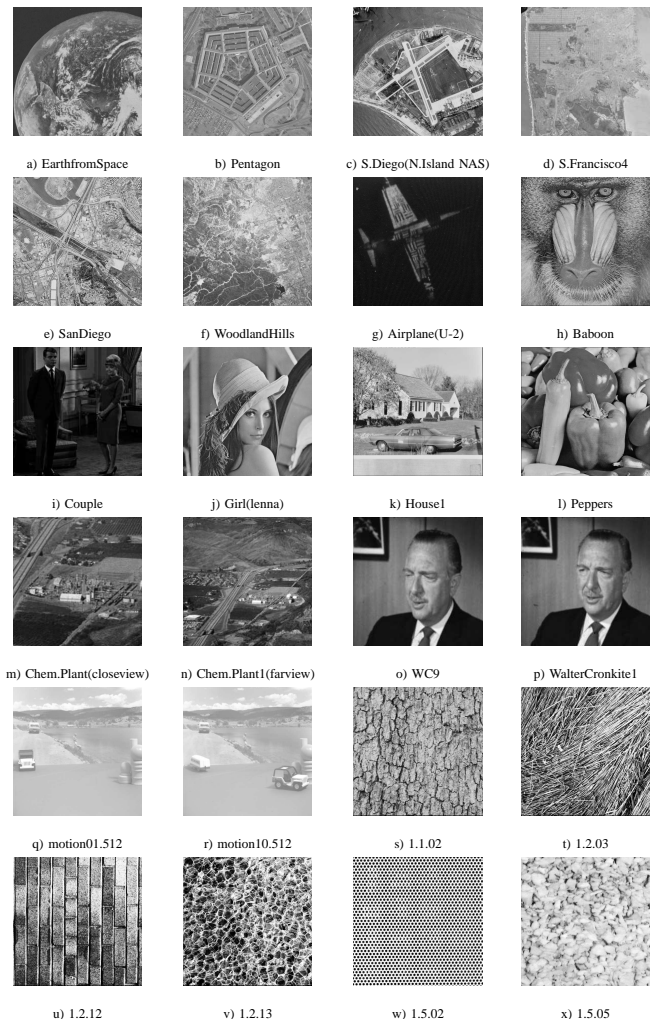 a) EarthfromSpace b) Pentagon c) S.Diego(N.Island NAS) d) S.Francisco4
e) SanDiego f) WoodlandHills g) Airplane(U-2) h) Baboon
i) Couple j) Girl(lenna) k) House1 l) Peppers
m) Chem.Plant(closeview) n) Chem.Plant1(farview) o) WC9 p) WalterCronkite1
q) motion01.512 r) motion10.512 s) 1.1.02 t) 1.2.03
u) 1.2.12 v) 1.2.13 w) 1.5.02 x) 1.5.05